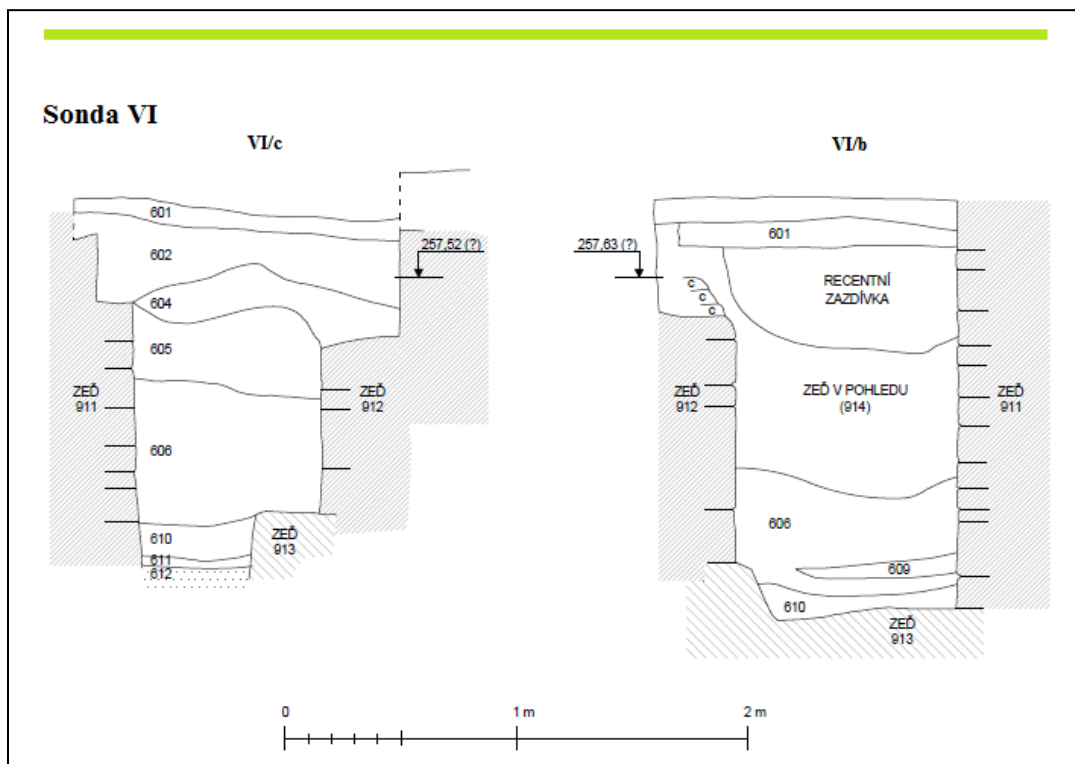 Sonda VI
VI/c
601
602
257,52 (?)
604
605
ZEĎ
911
ZEĎ
912
606
610
ZEĎ
913
611
612
VI/b
601
257,63 (?)
RECENTNÍ
ZAZDÍVKA
c
c
c
ZEĎ
912
ZEĎ V POHLEDU
(914)
ZEĎ
911
606
609
610
ZEĎ
913
0
1 m
2 m